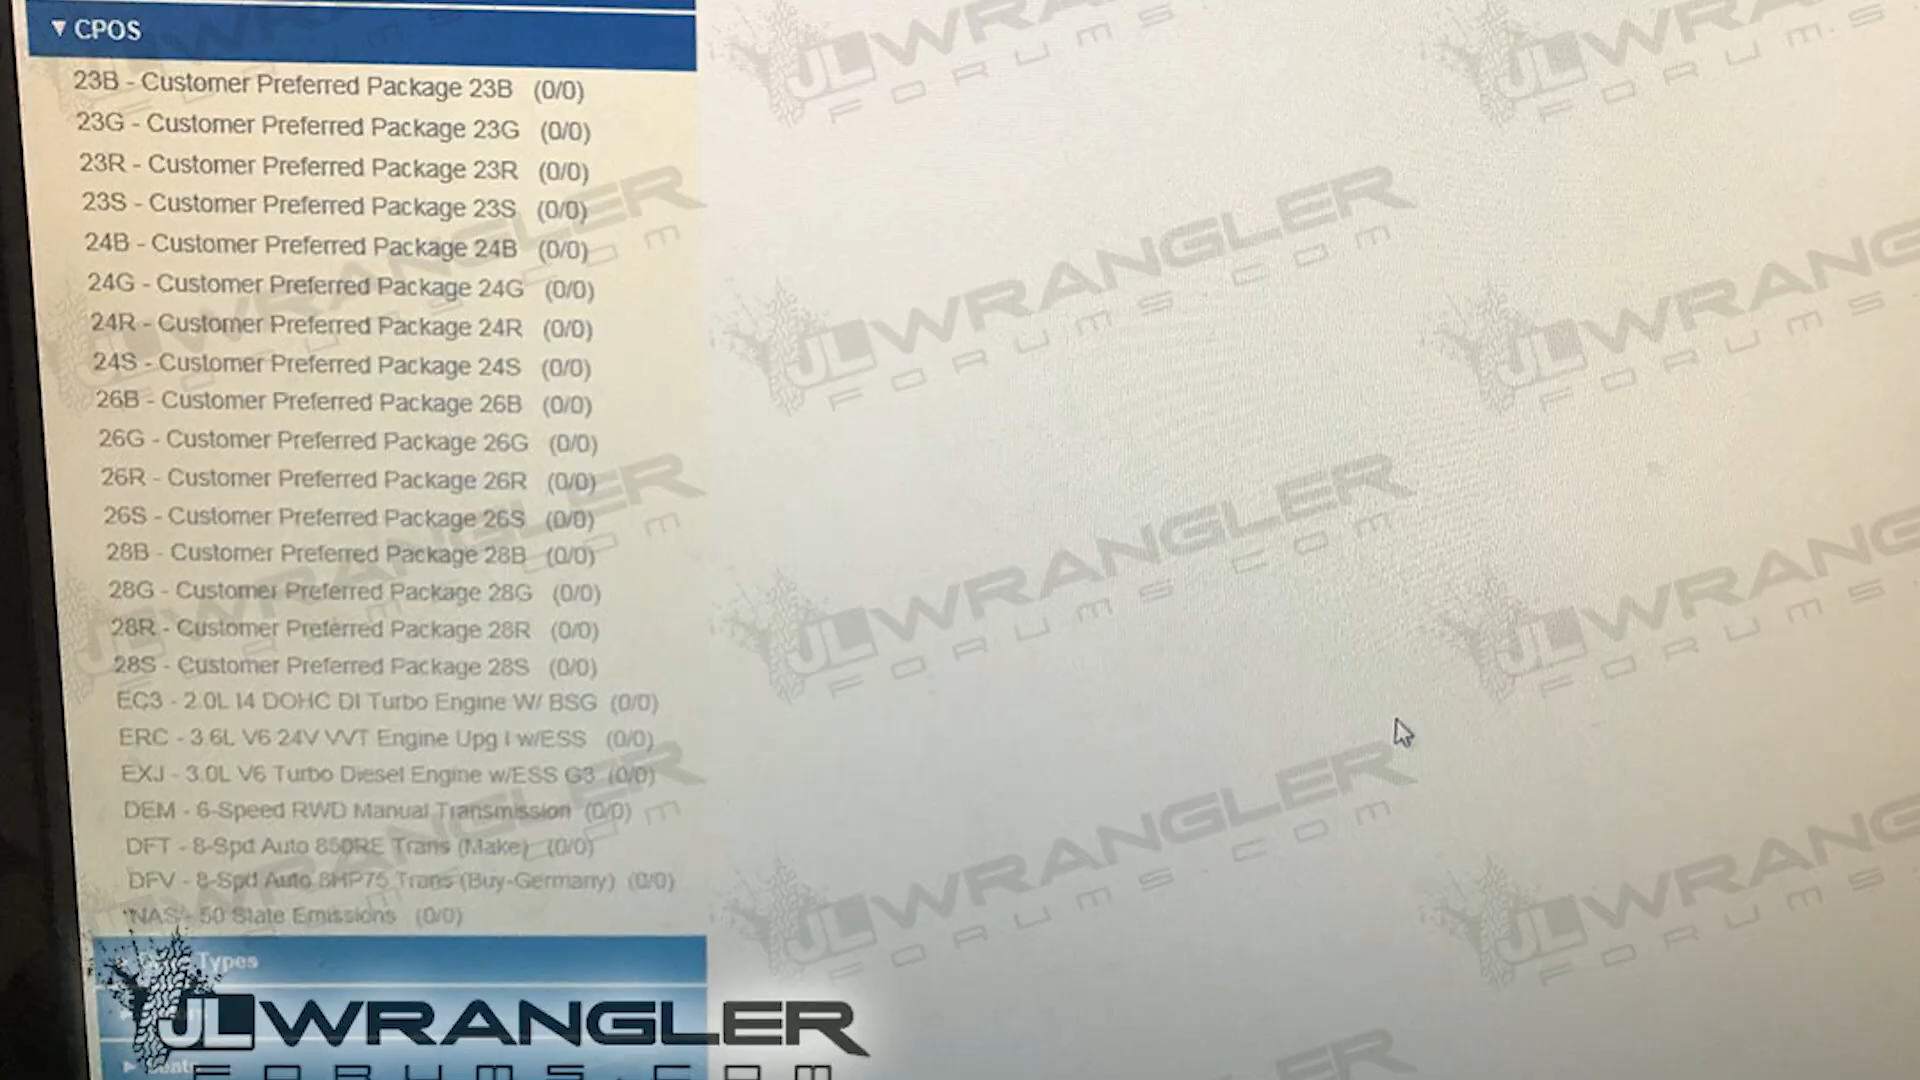 ▼ CPOS
23B - Customer Preferred Package 23B (0/0)
23G - Customer Preferred Package 23G (0/0)
23R - Customer Preferred Package 23R (0/0)
23S - Customer Preferred Package 23S (0/0)
24B - Customer Preferred Package 24B (0/0)
24G - Customer Preferred Package 24G (0/0)
24R - Customer Preferred Package 24R (0/0)
24S - Customer Preferred Package 24S (0/0)
26B - Customer Preferred Package 26B (0/0)
26G - Customer Preferred Package 26G (0/0)
26R - Customer Preferred Package 26R (0/0)
26S - Customer Preferred Package 26S (0/0)
28B - Customer Preferred Package 28B (0/0)
28G - Customer Preferred Package 28G (0/0)
28R - Customer Preferred Package 28R (0/0)
28S - Customer Preferred Package 28S (0/0)
EC3 - 2.0L I4 DOHC DI Turbo Engine W/ BSG (0/0)
ERC - 3.6L V6 24V VVT Engine Upg I w/ESS (0/0)
EXJ - 3.0L V6 Turbo Diesel Engine w/ESS G3 (0/0)
DEM - 6-Speed RWD Manual Transmission (0/0)
DFT - 8-Spd Auto 850RE Trans (Make) (0/0)
DFV - 8-Spd Auto 8HP75 Trans (Buy-Germany) (0/0)
NAS - 50 State Emissions (0/0)
Types
JLWRANGLER
FORUMS.COM